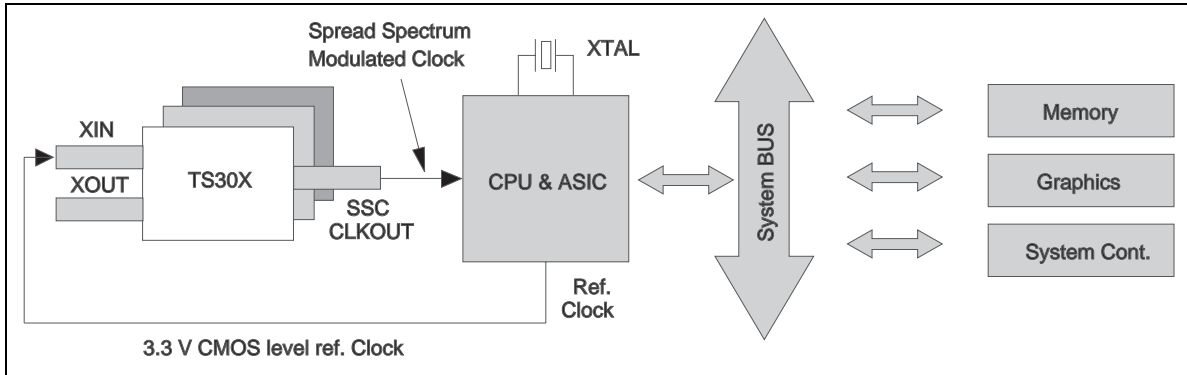 Spread Spectrum
Modulated Clock
XTAL
XIN
XOUT
TS30X
SSC
CLKOUT
CPU & ASIC
System BUS
Memory
Graphics
System Cont.
Ref.
Clock
3.3 V CMOS level ref. Clock